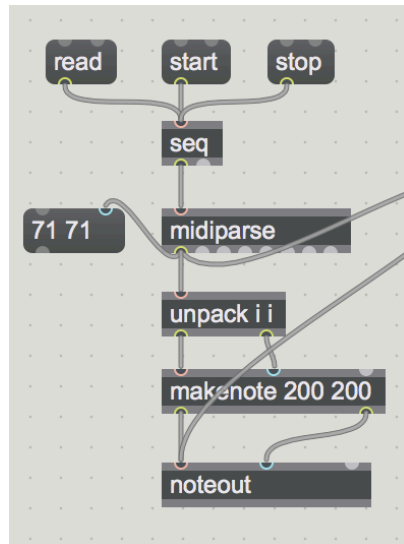 read start stop
seq
71 71 midiparse
unpack i i
makenote 200 200
noteout